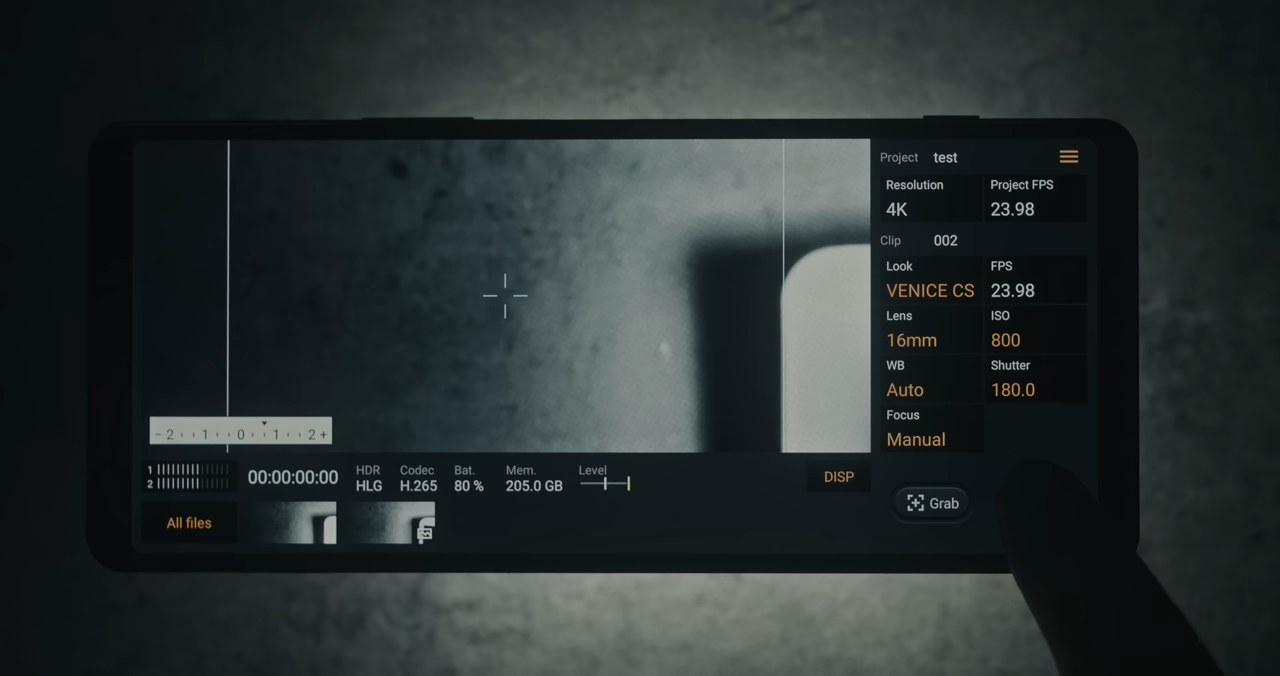 Project test
Resolution Project FPS
4K 23.98
Clip 002
Look FPS
VENICE CS 23.98
Lens ISO
16mm 800
WB Shutter
Auto 180.0
Focus
Manual
- 2 1 0 1 2 +
1
2
00:00:00:00
HDR Codec Bat. Mem. Level
HLG H.265 80 % 205.0 GB
DISP
Grab
All files